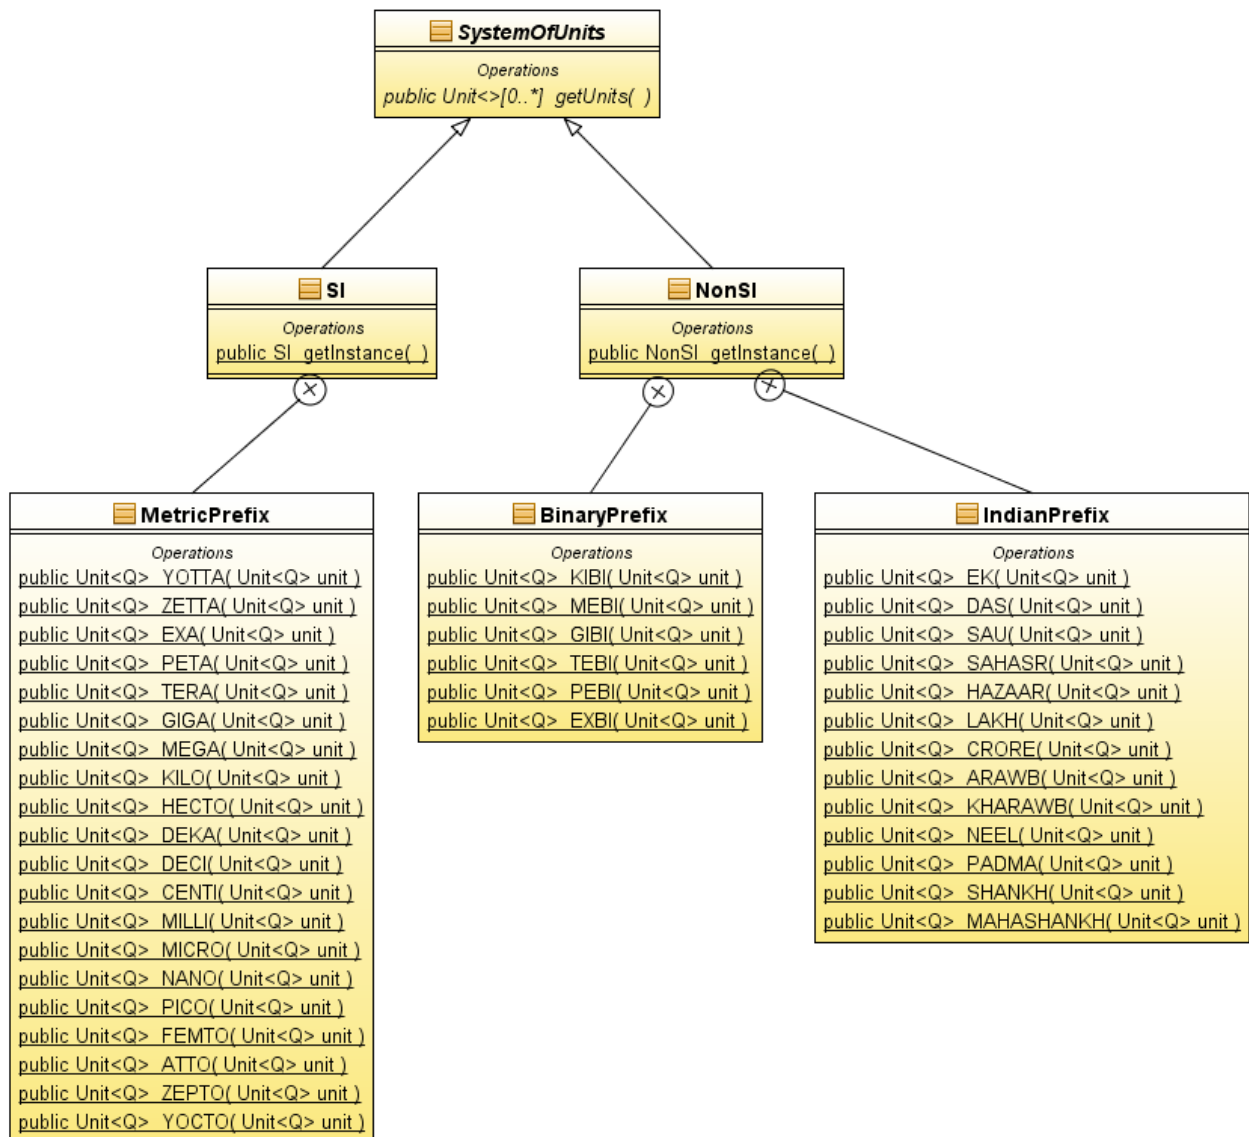 SystemOfUnits
Operations
public Unit<>[0..*] getUnits( )
SI
Operations
public SI getInstance( )
NonSI
Operations
public NonSI getInstance( )
MetricPrefix
Operations
public Unit<Q> YOTTA( Unit<Q> unit )
public Unit<Q> ZETTA( Unit<Q> unit )
public Unit<Q> EXA( Unit<Q> unit )
public Unit<Q> PETA( Unit<Q> unit )
public Unit<Q> TERA( Unit<Q> unit )
public Unit<Q> GIGA( Unit<Q> unit )
public Unit<Q> MEGA( Unit<Q> unit )
public Unit<Q> KILO( Unit<Q> unit )
public Unit<Q> HECTO( Unit<Q> unit )
public Unit<Q> DEKA( Unit<Q> unit )
public Unit<Q> DECI( Unit<Q> unit )
public Unit<Q> CENTI( Unit<Q> unit )
public Unit<Q> MILLI( Unit<Q> unit )
public Unit<Q> MICRO( Unit<Q> unit )
public Unit<Q> NANO( Unit<Q> unit )
public Unit<Q> PICO( Unit<Q> unit )
public Unit<Q> FEMTO( Unit<Q> unit )
public Unit<Q> ATTO( Unit<Q> unit )
public Unit<Q> ZEPTO( Unit<Q> unit )
public Unit<Q> YOCTO( Unit<Q> unit )
BinaryPrefix
Operations
public Unit<Q> KIBI( Unit<Q> unit )
public Unit<Q> MEBI( Unit<Q> unit )
public Unit<Q> GIBI( Unit<Q> unit )
public Unit<Q> TEBI( Unit<Q> unit )
public Unit<Q> PEBI( Unit<Q> unit )
public Unit<Q> EXBI( Unit<Q> unit )
IndianPrefix
Operations
public Unit<Q> EK( Unit<Q> unit )
public Unit<Q> DAS( Unit<Q> unit )
public Unit<Q> SAU( Unit<Q> unit )
public Unit<Q> SAHASR( Unit<Q> unit )
public Unit<Q> HAZAAR( Unit<Q> unit )
public Unit<Q> LAKH( Unit<Q> unit )
public Unit<Q> CRORE( Unit<Q> unit )
public Unit<Q> ARAWB( Unit<Q> unit )
public Unit<Q> KHARAWB( Unit<Q> unit )
public Unit<Q> NEEL( Unit<Q> unit )
public Unit<Q> PADMA( Unit<Q> unit )
public Unit<Q> SHANKH( Unit<Q> unit )
public Unit<Q> MAHASHANKH( Unit<Q> unit )